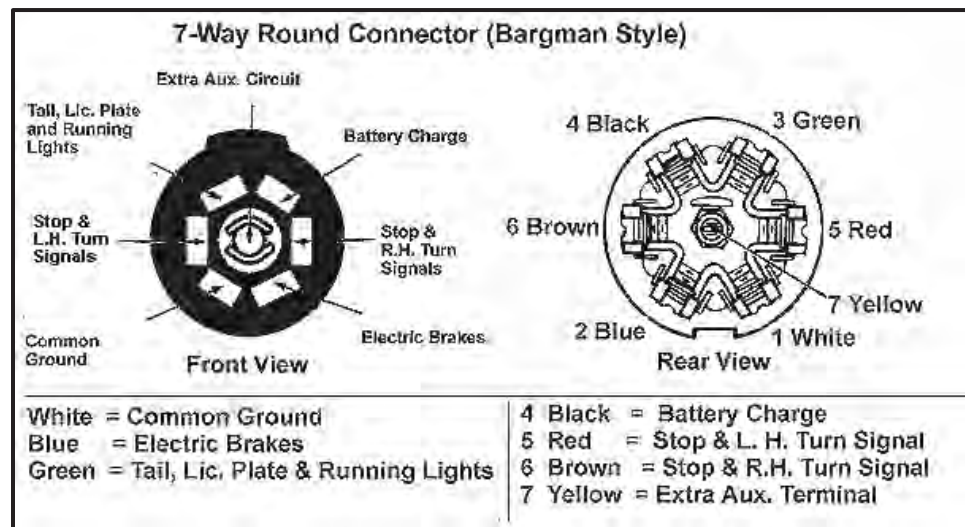 7-Way Round Connector (Bargman Style)
Extra Aux. Circuit
Tail, Lic. Plate
and Running
Lights
Battery Charge
Stop &
L.H. Turn
Signals
Stop &
R.H. Turn
Signals
Common
Ground
Electric Brakes
Front View
4 Black
3 Green
6 Brown
5 Red
7 Yellow
2 Blue
1 White
Rear View
White = Common Ground
Blue = Electric Brakes
Green = Tail, Lic. Plate & Running Lights
4 Black = Battery Charge
5 Red = Stop & L. H. Turn Signal
6 Brown = Stop & R.H. Turn Signal
7 Yellow = Extra Aux. Terminal